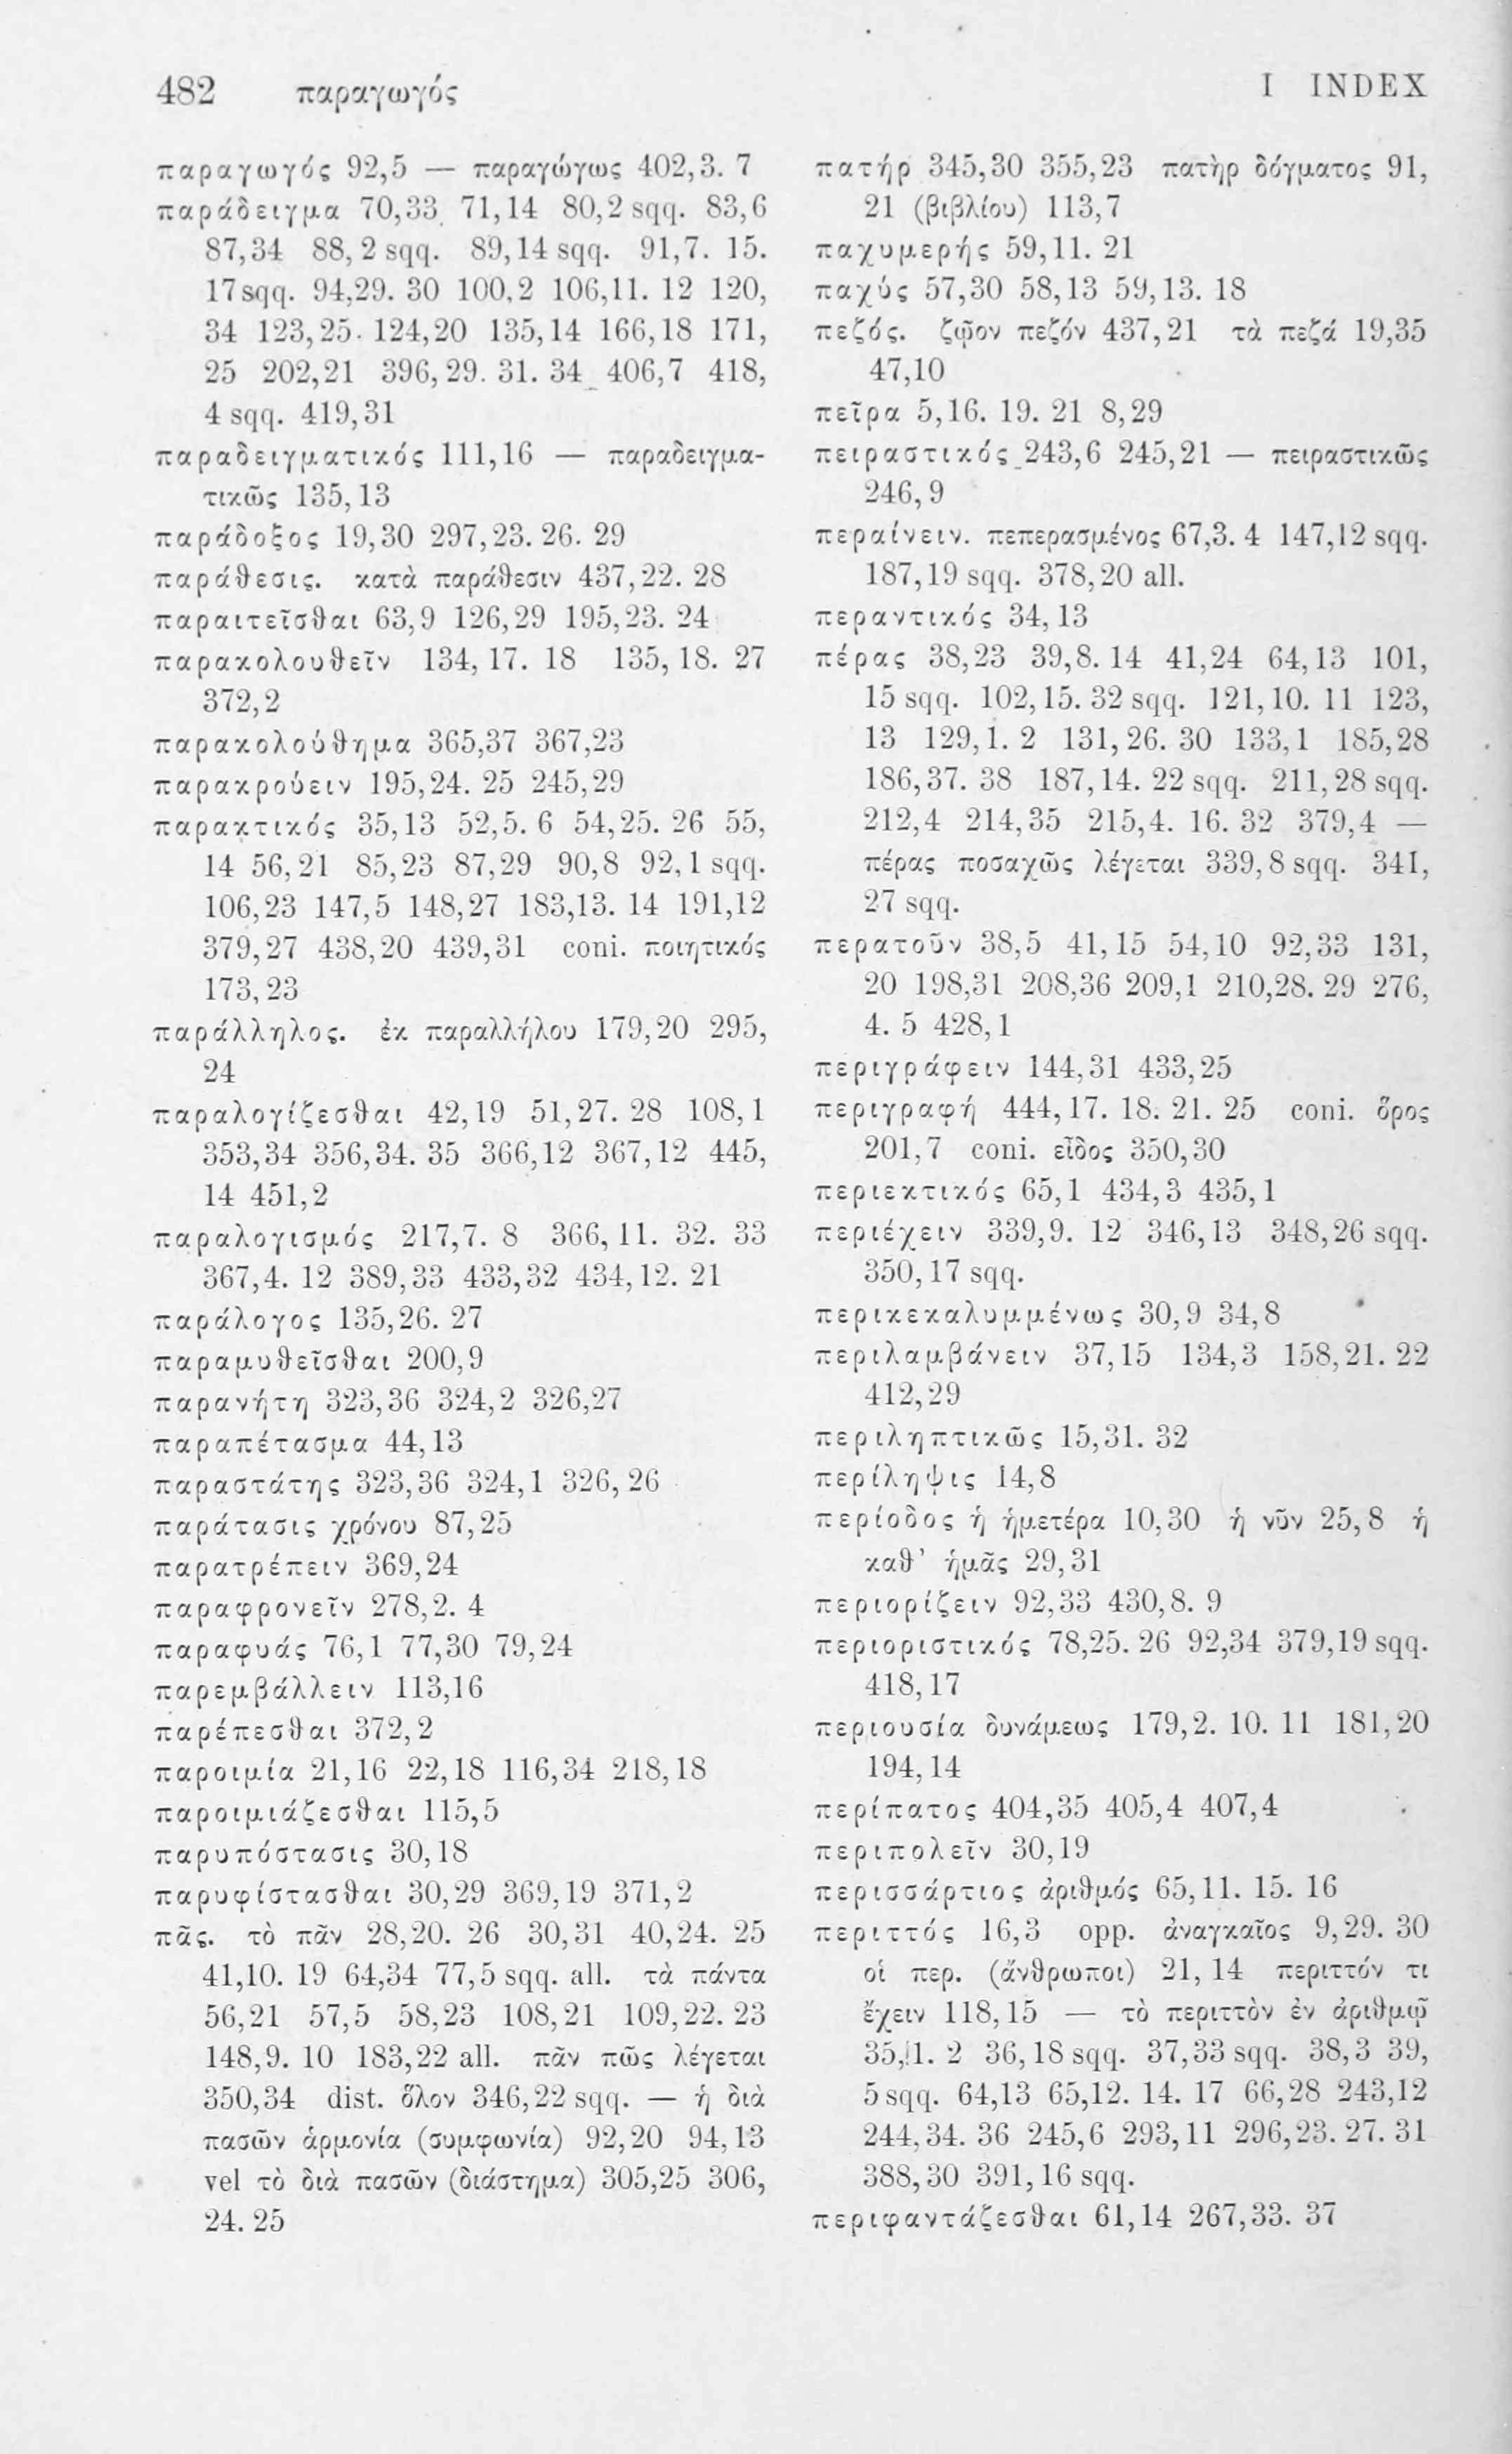 482 παραγωγός I INDEX
παραγωγός 92,5 — παραγώγως 402,3. 7
παράδειγμα 70,33 71,14 80,2 sqq. 83,6
87,34 88,2 sqq. 89,14 sqq. 91,7. 15.
17 sqq. 94,29. 30 100,2 106,11. 12 120,
34 123,25. 124,20 135,14 166,18 171,
25 202,21 396,29. 31. 34 406,7 418,
4 sqq. 419,31
παραδειγματικός 111,16 — παραδειγμα-
τικῶς 135,13
παράδοξος 19,30 297,23. 26. 29
παράθεσις. κατὰ παράθεσιν 437,22. 28
παραιτεῖσθαι 63,9 126,29 195,23. 24
παρακολουθεῖν 134,17. 18 135,18. 27
372,2
παρακολούθημα 365,37 367,23
παρακρούειν 195,24. 25 245,29
παρακτικός 35,13 52,5. 6 54,25. 26 55,
14 56,21 85,23 87,29 90,8 92,1 sqq.
106,23 147,5 148,27 183,13. 14 191,12
379,27 438,20 439,31 coni. ποιητικός
173,23
παράλληλος. ἐκ παραλλήλου 179,20 295,
24
παραλογίζεσθαι 42,19 51,27. 28 108,1
353,34 356,34. 35 366,12 367,12 445,
14 451,2
παραλογισμός 217,7. 8 366,11. 32. 33
367,4. 12 389,33 433,32 434,12. 21
παράλογος 135,26. 27
παραμυθεῖσθαι 200,9
παρανήτη 323,36 324,2 326,27
παραπέτασμα 44,13
παραστάτης 323,36 324,1 326,26
παράτασις χρόνου 87,25
παρατρέπειν 369,24
παραφρονεῖν 278,2. 4
παραφυάς 76,1 77,30 79,24
παρεμβάλλειν 113,16
παρέπεσθαι 372,2
παροιμία 21,16 22,18 116,34 218,18
παροιμιάζεσθαι 115,5
παρυπόστασις 30,18
παρυφίστασθαι 30,29 369,19 371,2
πᾶς. τὸ πᾶν 28,20. 26 30,31 40,24. 25
41,10. 19 64,34 77,5 sqq. all. τὰ πάντα
56,21 57,5 58,23 108,21 109,22. 23
148,9. 10 183,22 all. πᾶν πῶς λέγεται
350,34 dist. ὅλον 346,22 sqq. — ἡ διὰ
πασῶν ἁρμονία (συμφωνία) 92,20 94,13
vel τὸ διὰ πασῶν (διάστημα) 305,25 306,
24. 25
πατήρ 345,30 355,23 πατὴρ δόγματος 91,
21 (βιβλίου) 113,7
παχυμερής 59,11. 21
παχύς 57,30 58,13 59,13. 18
πεζός. ζῷον πεζόν 437,21 τὰ πεζά 19,35
47,10
πεῖρα 5,16. 19. 21 8,29
πειραστικός 243,6 245,21 — πειραστικῶς
246,9
περαίνειν. πεπερασμένος 67,3. 4 147,12 sqq.
187,19 sqq. 378,20 all.
περαντικός 34,13
πέρας 38,23 39,8. 14 41,24 64,13 101,
15 sqq. 102,15. 32 sqq. 121,10. 11 123,
13 129,1. 2 131,26. 30 133,1 185,28
186,37. 38 187,14. 22 sqq. 211,28 sqq.
212,4 214,35 215,4. 16. 32 379,4 —
πέρας ποσαχῶς λέγεται 339,8 sqq. 341,
27 sqq.
περατοῦν 38,5 41,15 54,10 92,33 131,
20 198,31 208,36 209,1 210,28. 29 276,
4. 5 428,1
περιγράφειν 144,31 433,25
περιγραφή 444,17. 18. 21. 25 coni. ὅρος
201,7 coni. εἶδος 350,30
περιεκτικός 65,1 434,3 435,1
περιέχειν 339,9. 12 346,13 348,26 sqq.
350,17 sqq.
περικεκαλυμμένως 30,9 34,8
περιλαμβάνειν 37,15 134,3 158,21. 22
412,29
περιληπτικῶς 15,31. 32
περίληψις 14,8
περίοδος ἡ ἡμετέρα 10,30 ἡ νῦν 25,8 ἡ
καθ’ ἡμᾶς 29,31
περιορίζειν 92,33 430,8. 9
περιοριστικός 78,25. 26 92,34 379,19 sqq.
418,17
περιουσία δυνάμεως 179,2. 10. 11 181,20
194,14
περίπατος 404,35 405,4 407,4
περιπολεῖν 30,19
περισσάρτιος ἀριθμός 65,11. 15. 16
περιττός 16,3 opp. ἀναγκαῖος 9,29. 30
οἱ περ. (ἄνθρωποι) 21,14 περιττόν τι
ἔχειν 118,15 — τὸ περιττὸν ἐν ἀριθμῷ
35,1. 2 36,18 sqq. 37,33 sqq. 38,3 39,
5 sqq. 64,13 65,12. 14. 17 66,28 243,12
244,34. 36 245,6 293,11 296,23. 27. 31
388,30 391,16 sqq.
περιφαντάζεσθαι 61,14 267,33. 37